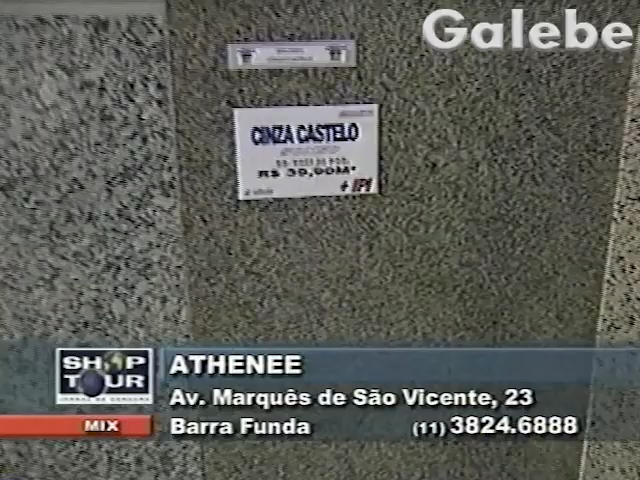 Galebe
CINZA CASTELO
R$ 39,00M²
+ IPI
SHOP
TOUR
MIX
ATHENEE
Av. Marquês de São Vicente, 23
Barra Funda
(11) 3824.6888